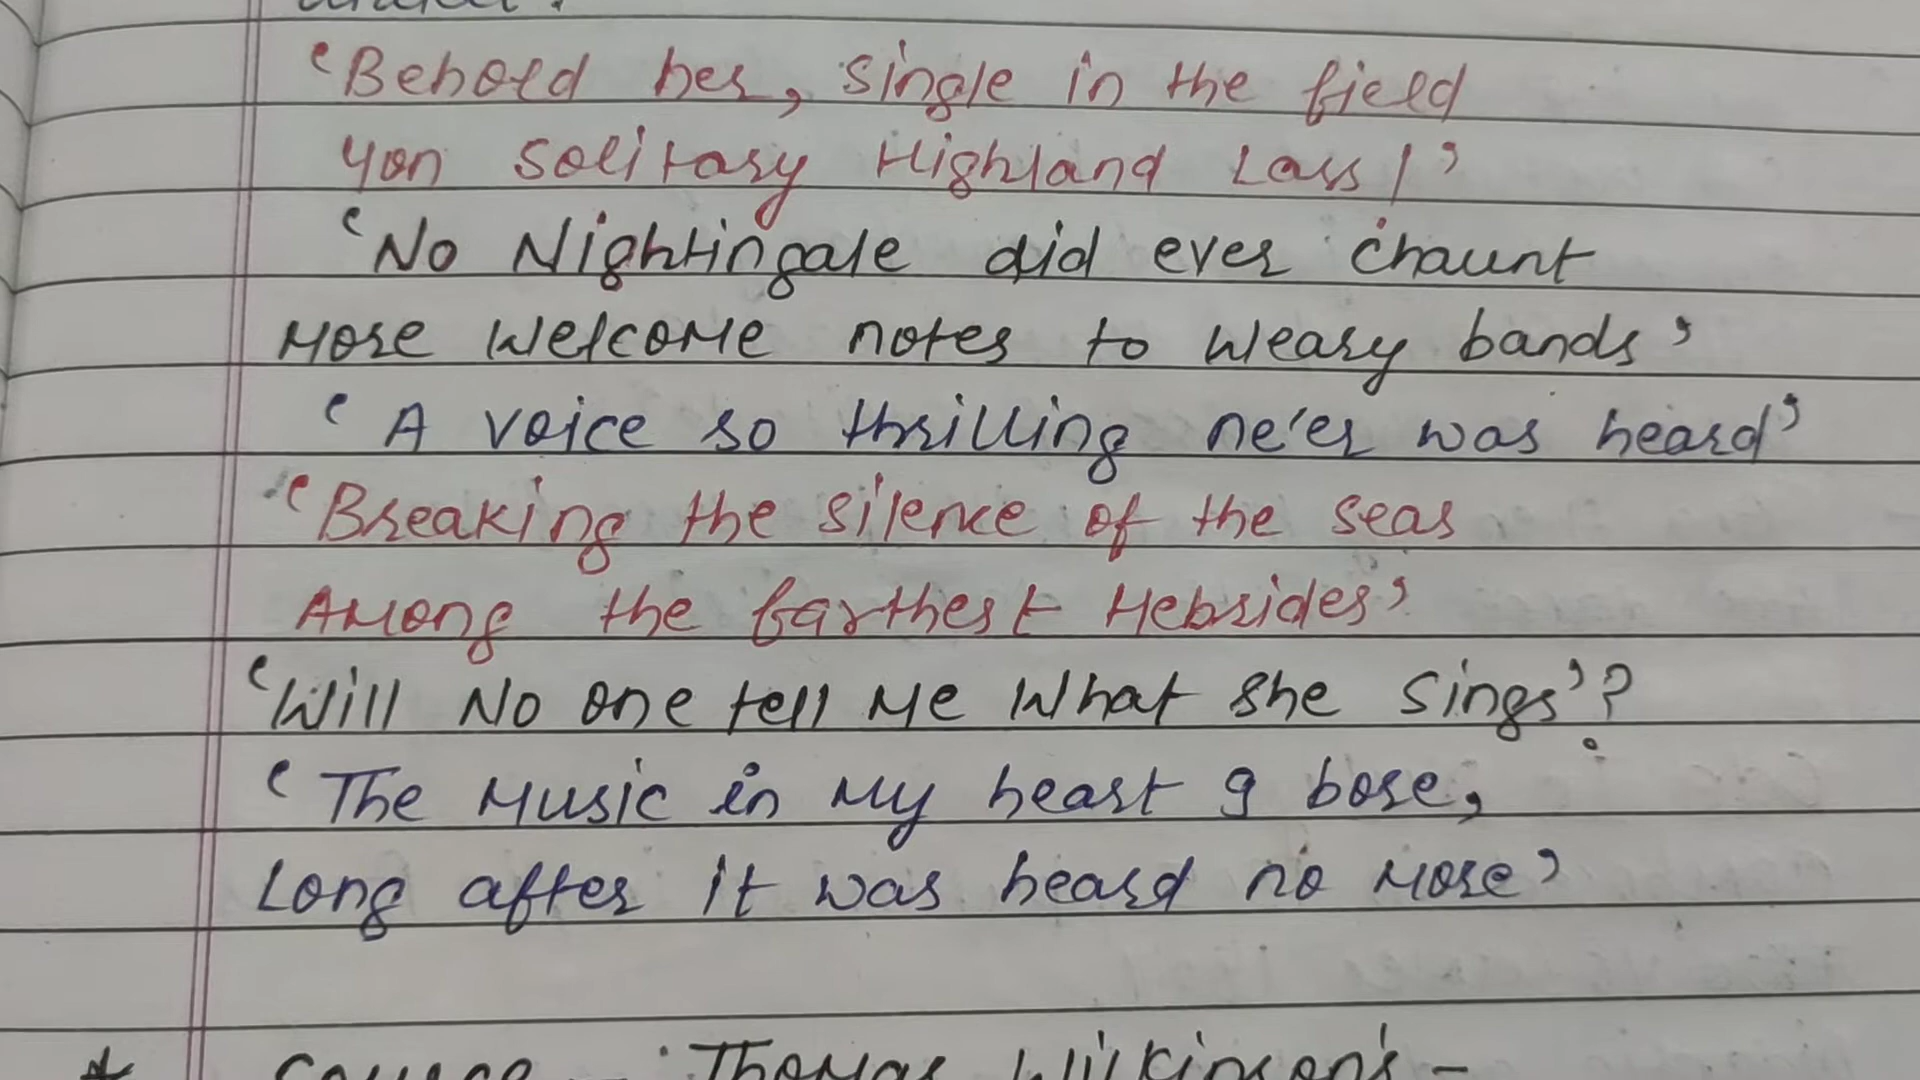 'Behold her, single in the field
Yon solitary Highland Lass!'
'No Nightingale did ever chaunt
More welcome notes to weary bands'
'A voice so thrilling ne'er was heard'
'Breaking the silence of the seas
Among the farthest Hebrides'
'Will No one tell me What she sings'?
'The Music in my heart I bore,
Long after it was heard no more'
* Source - Thomas Wilkinson's -